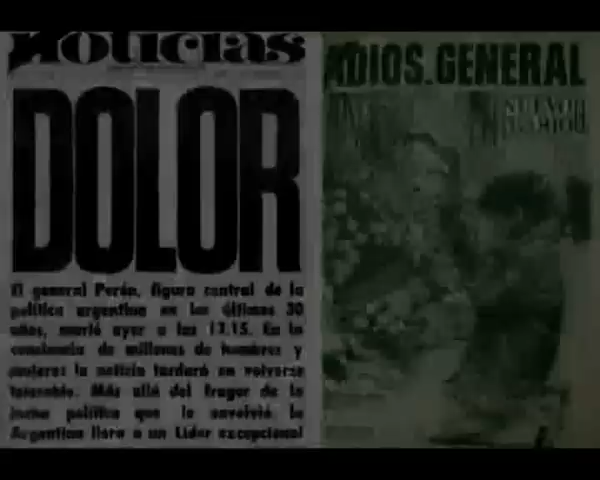 Noticias
DOLOR
El general Perón, figura central de la
política argentina en los últimos 30
años, murió ayer a las 13.15. En la
conciencia de millones de hombres y
mujeres la noticia tardará en volverse
tolerable. Más allá del fragor de la
lucha política que lo envolvió, la
Argentina llora a un Líder excepcional
ADIOS.GENERAL